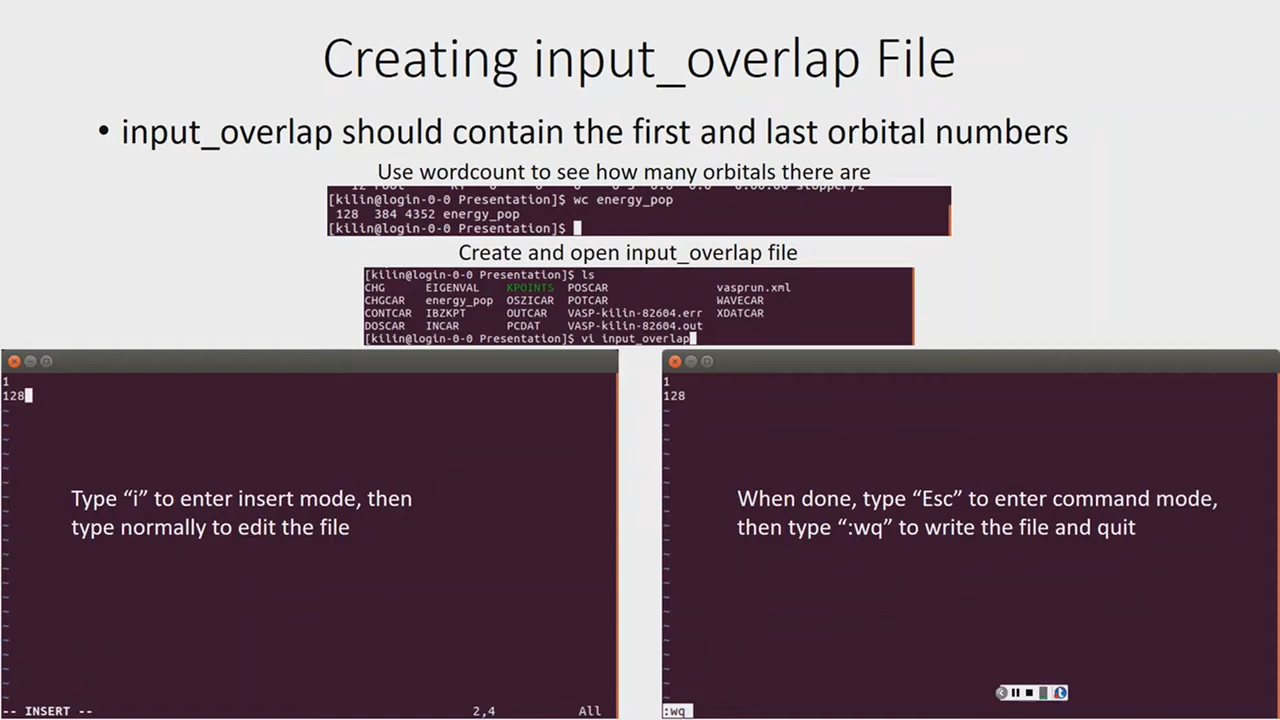 Creating input_overlap File
• input_overlap should contain the first and last orbital numbers
Use wordcount to see how many orbitals there are
[kilin@login-0-0 Presentation]$ wc energy_pop
128 384 4352 energy_pop
[kilin@login-0-0 Presentation]$
Create and open input_overlap file
[kilin@login-0-0 Presentation]$ ls
CHG EIGENVAL KPOINTS POSCAR vasprun.xml
CHGCAR energy_pop OSZICAR POTCAR WAVECAR
CONTCAR IBZKPT OUTCAR VASP-kilin-82604.err XDATCAR
DOSCAR INCAR PCDAT VASP-kilin-82604.out
[kilin@login-0-0 Presentation]$ vi input_overlap
1
128
Type “i” to enter insert mode, then
type normally to edit the file
-- INSERT -- 2,4 All
1
128
When done, type “Esc” to enter command mode,
then type “:wq” to write the file and quit
:wq